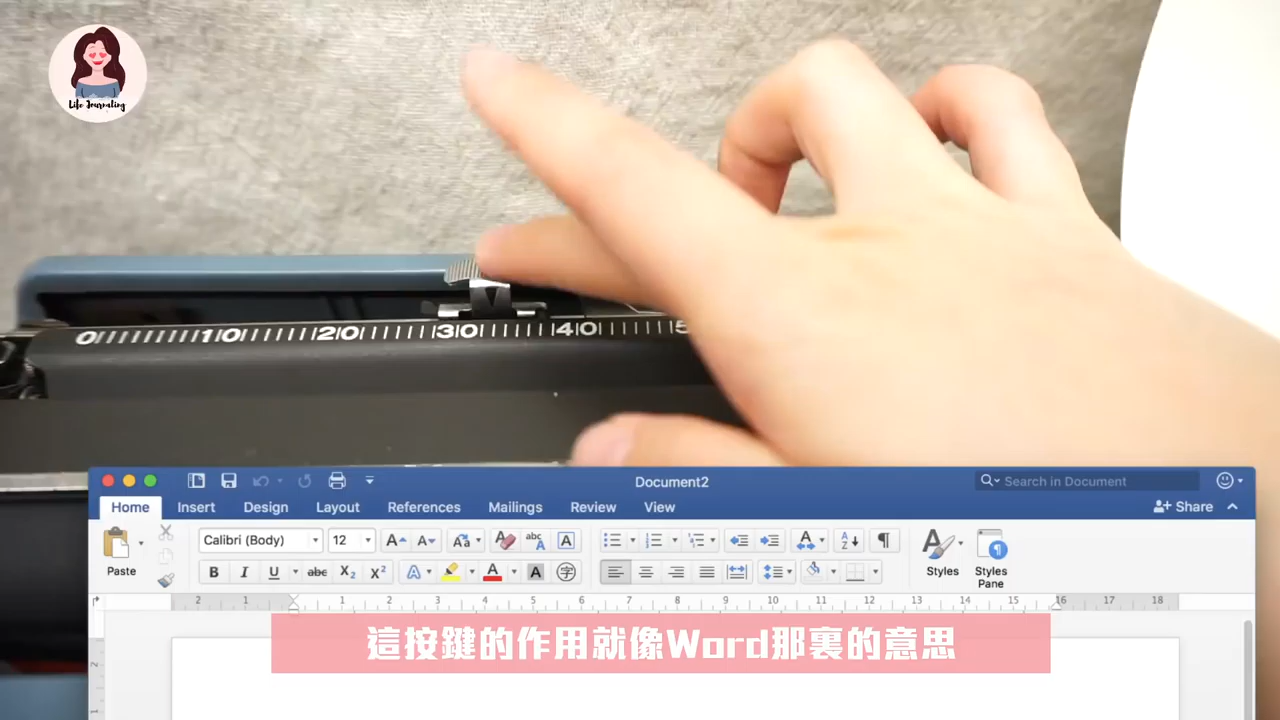 Life Journaling
0 10 20 30 40 5
Document2
Search in Document
Home Insert Design Layout References Mailings Review View
Share
Calibri (Body) 12
Paste
Styles
Styles Pane
2 1 1 2 3 4 5 6 7 8 9 10 11 12 13 14 15 16 17 18
這按鍵的作用就像Word那裏的意思